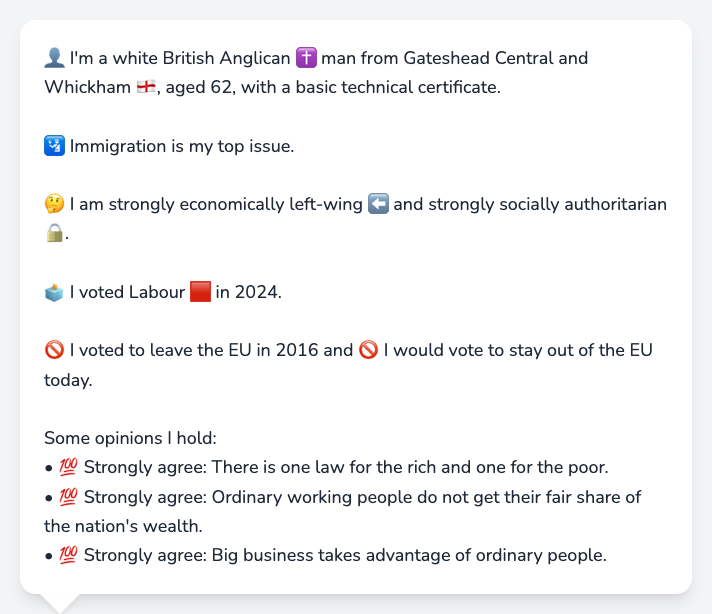 👤 I'm a white British Anglican ✝️ man from Gateshead Central and
Whickham 🏴󠁧󠁢󠁥󠁮󠁧󠁿, aged 62, with a basic technical certificate.
🛂 Immigration is my top issue.
🤔 I am strongly economically left-wing ⬅️ and strongly socially authoritarian
🔒.
🗳️ I voted Labour 🟥 in 2024.
🚫 I voted to leave the EU in 2016 and 🚫 I would vote to stay out of the EU
today.
Some opinions I hold:
• 💯 Strongly agree: There is one law for the rich and one for the poor.
• 💯 Strongly agree: Ordinary working people do not get their fair share of
the nation's wealth.
• 💯 Strongly agree: Big business takes advantage of ordinary people.